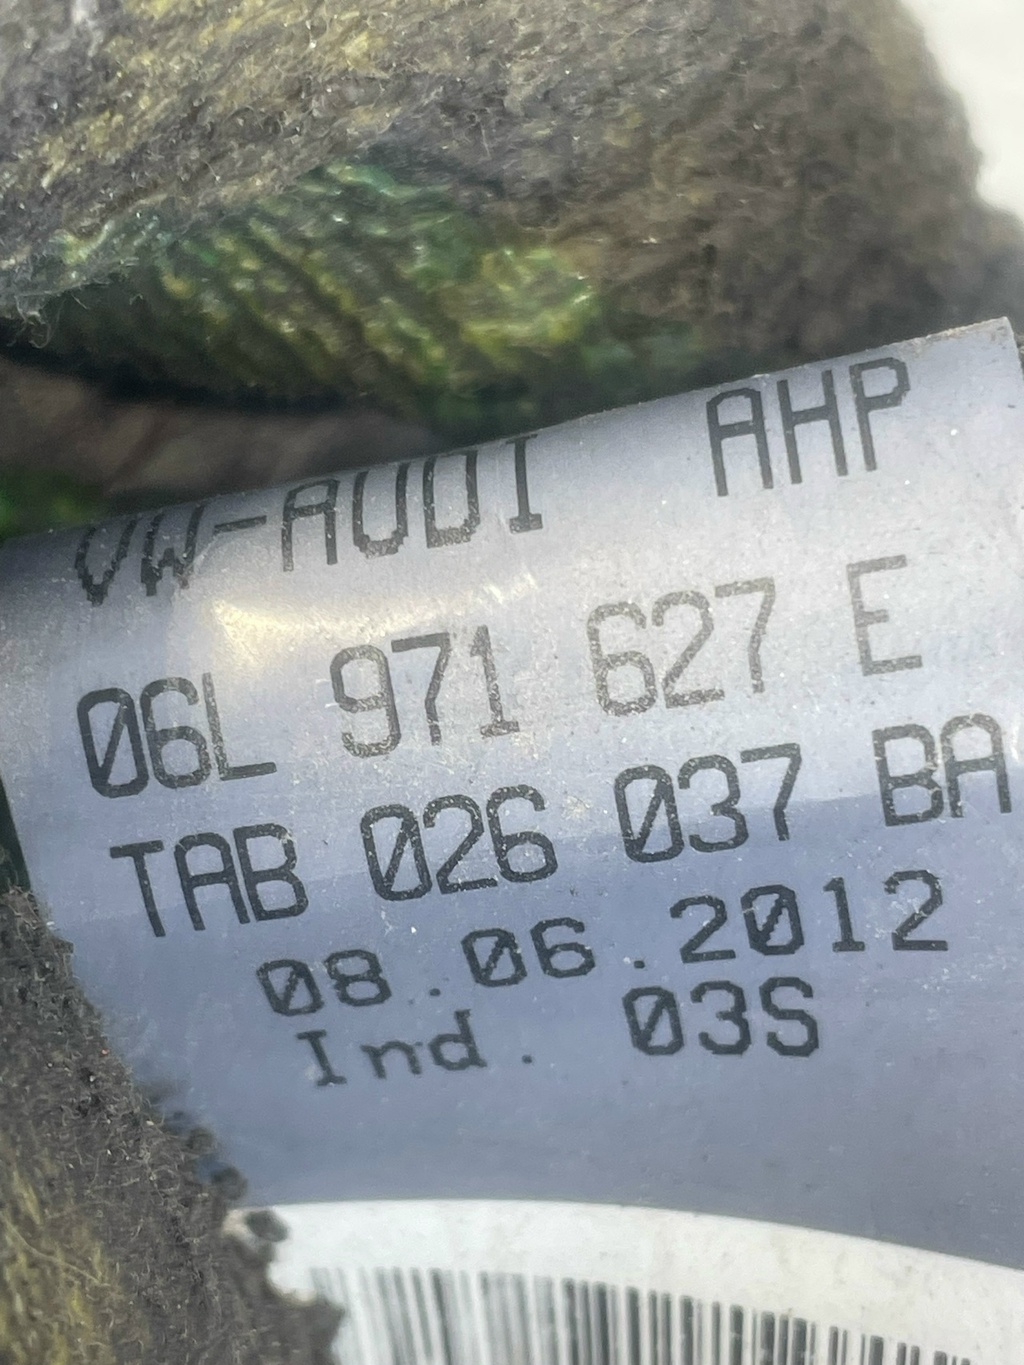 VW-AUDI AHP
06L 971 627 E
TAB 026 037 BA
08.06.2012
Ind. 03S